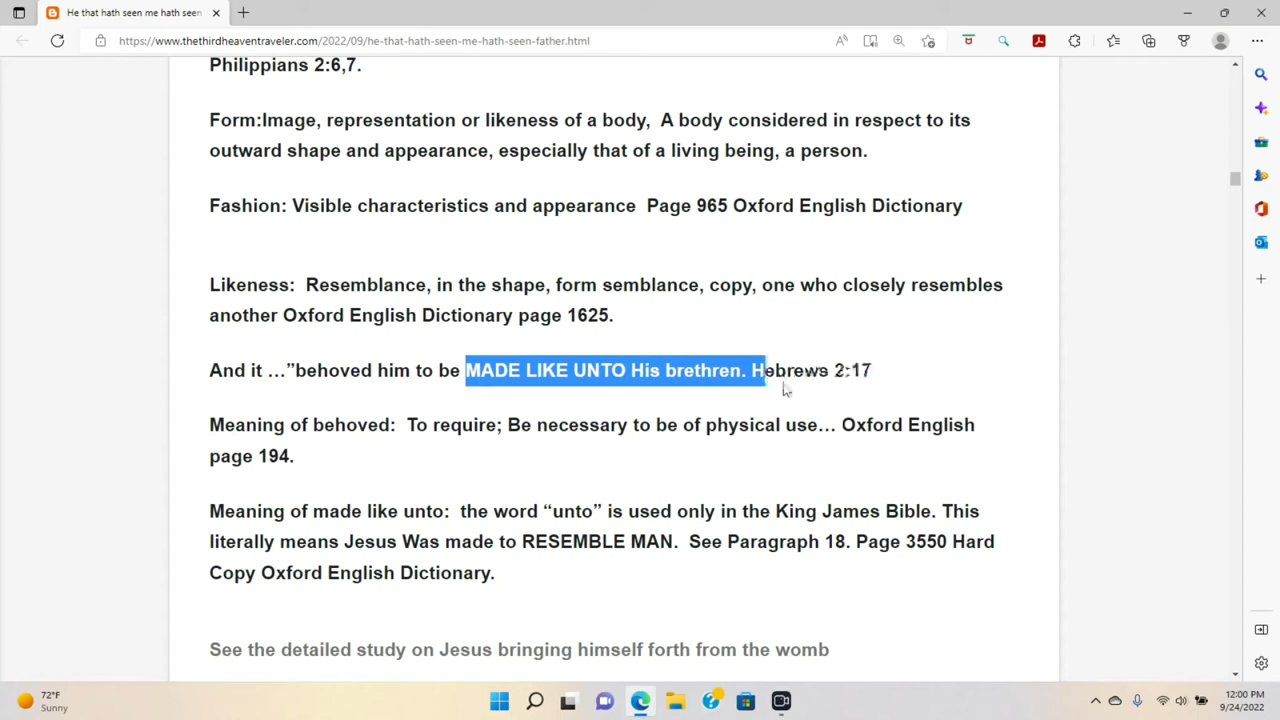 He that hath seen me hath seen
https://www.thethirdheaventraveler.com/2022/09/he-that-hath-seen-me-hath-seen-father.html
Philippians 2:6,7.
Form:Image, representation or likeness of a body,  A body considered in respect to its
outward shape and appearance, especially that of a living being, a person.
Fashion: Visible characteristics and appearance  Page 965 Oxford English Dictionary
Likeness:  Resemblance, in the shape, form semblance, copy, one who closely resembles
another Oxford English Dictionary page 1625.
And it …”behoved him to be MADE LIKE UNTO His brethren. Hebrews 2:17
Meaning of behoved:  To require; Be necessary to be of physical use… Oxford English
page 194.
Meaning of made like unto:  the word “unto” is used only in the King James Bible. This
literally means Jesus Was made to RESEMBLE MAN.  See Paragraph 18. Page 3550 Hard
Copy Oxford English Dictionary.
See the detailed study on Jesus bringing himself forth from the womb
72°F
Sunny
12:00 PM
9/24/2022